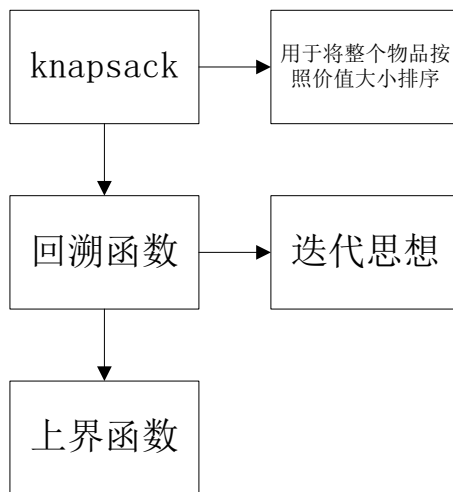 knapsack
用于将整个物品按
照价值大小排序
回溯函数
迭代思想
上界函数